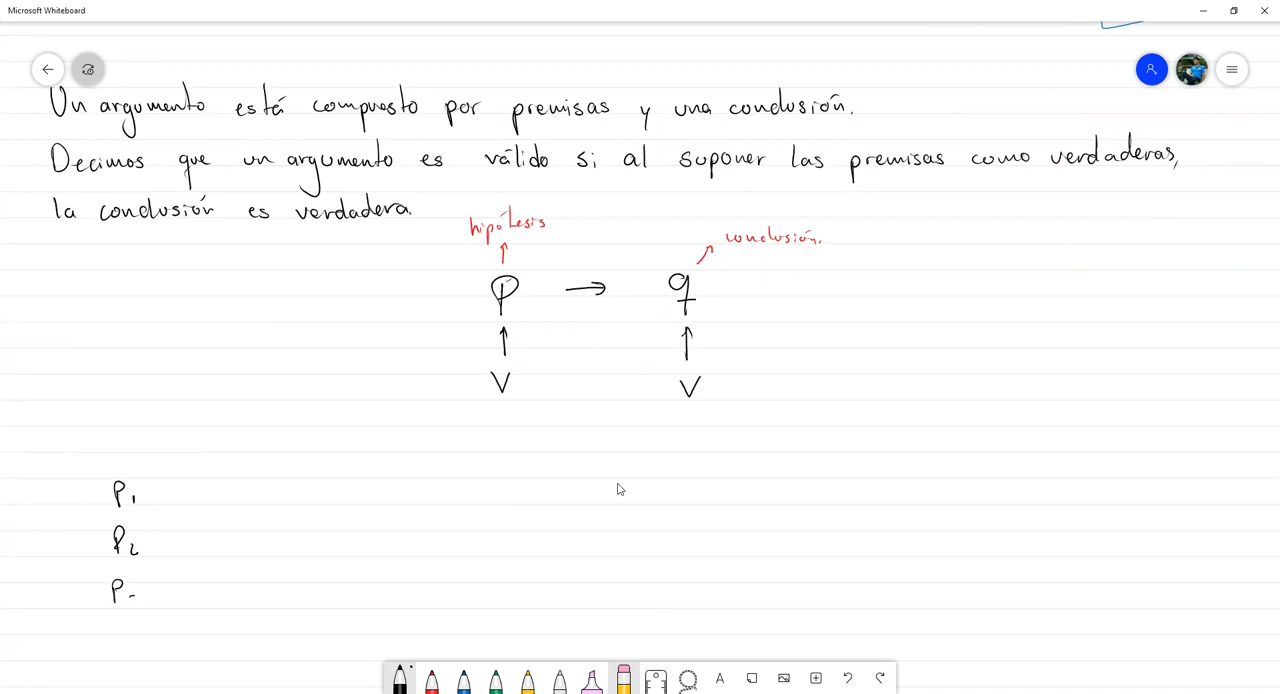 Microsoft Whiteboard
Un argumento está compuesto por premisas y una conclusión.
Decimos que un argumento es válido si al suponer las premisas como verdaderas,
la conclusión es verdadera.
hipótesis
conclusión.
p → q
V V
P₁
P₂
P
A